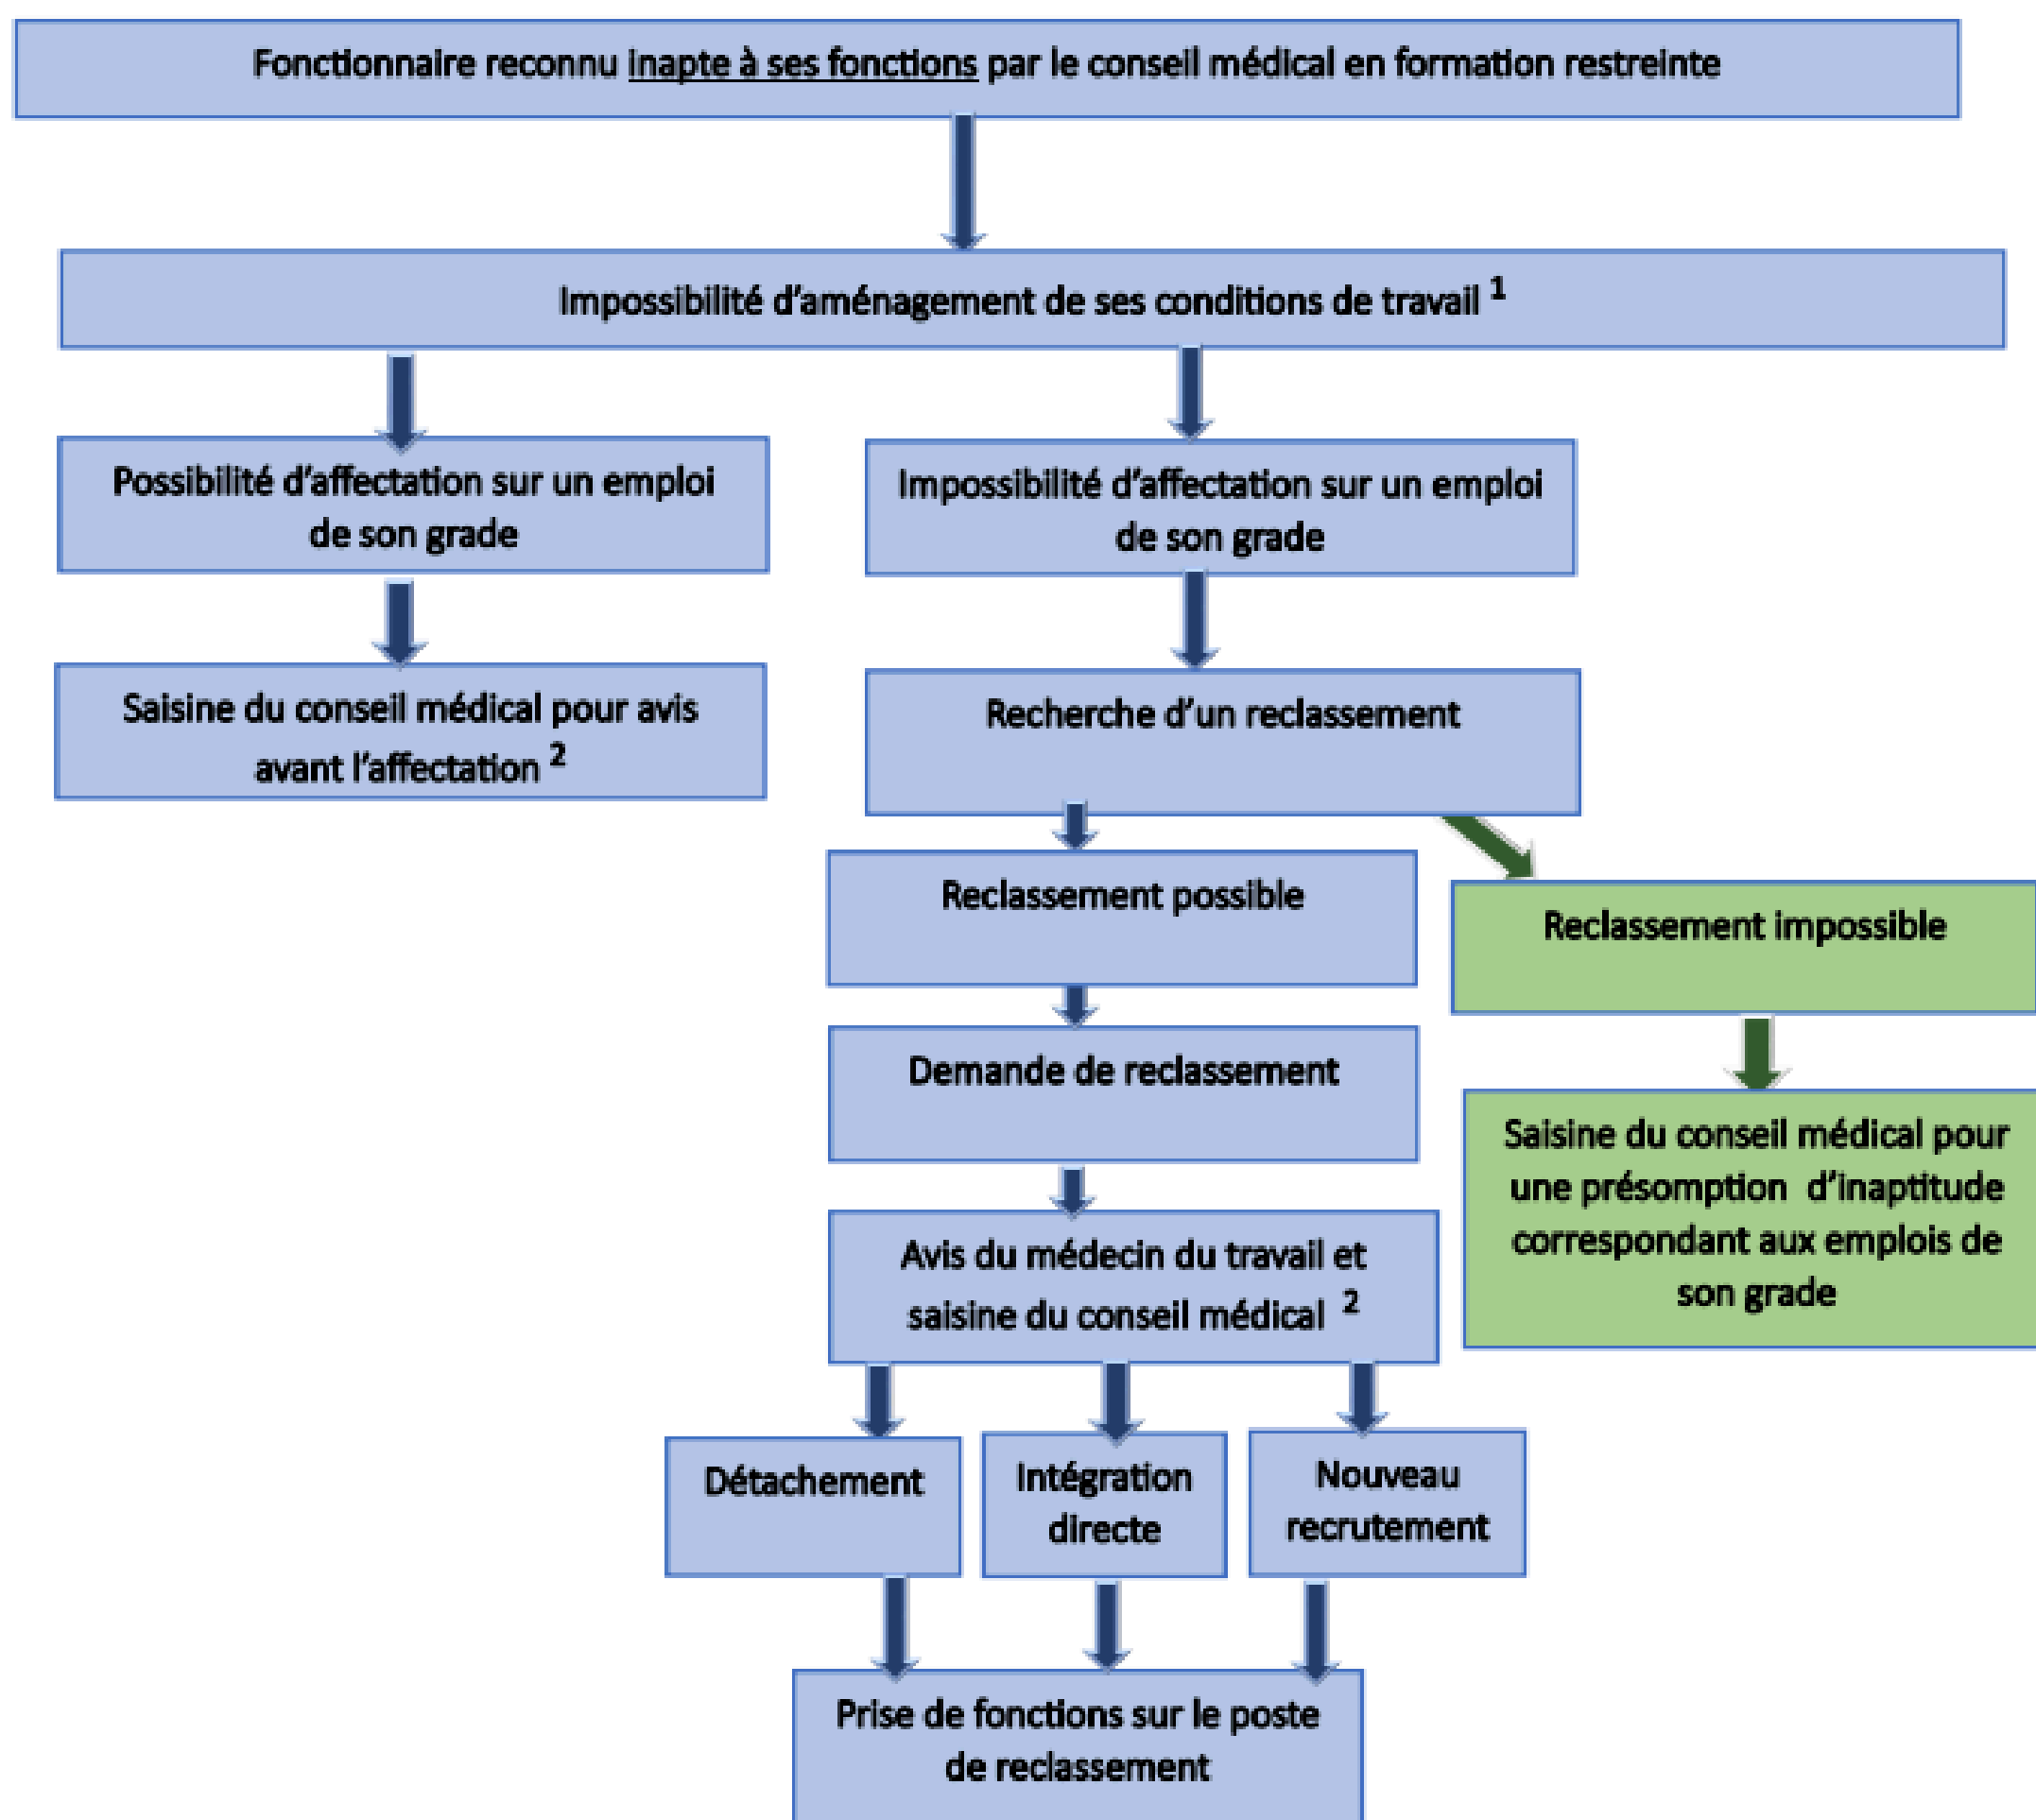 Fonctionnaire reconnu inapte à ses fonctions par le conseil médical en formation restreinte
Impossibilité d'aménagement de ses conditions de travail 1
Possibilité d'affectation sur un emploi
de son grade
Impossibilité d'affectation sur un emploi
de son grade
Saisine du conseil médical pour avis
avant l'affectation 2
Recherche d'un reclassement
Reclassement possible
Reclassement impossible
Demande de reclassement
Saisine du conseil médical pour
une présomption d'inaptitude
correspondant aux emplois de
son grade
Avis du médecin du travail et
saisine du conseil médical 2
Détachement
Intégration
directe
Nouveau
recrutement
Prise de fonctions sur le poste
de reclassement